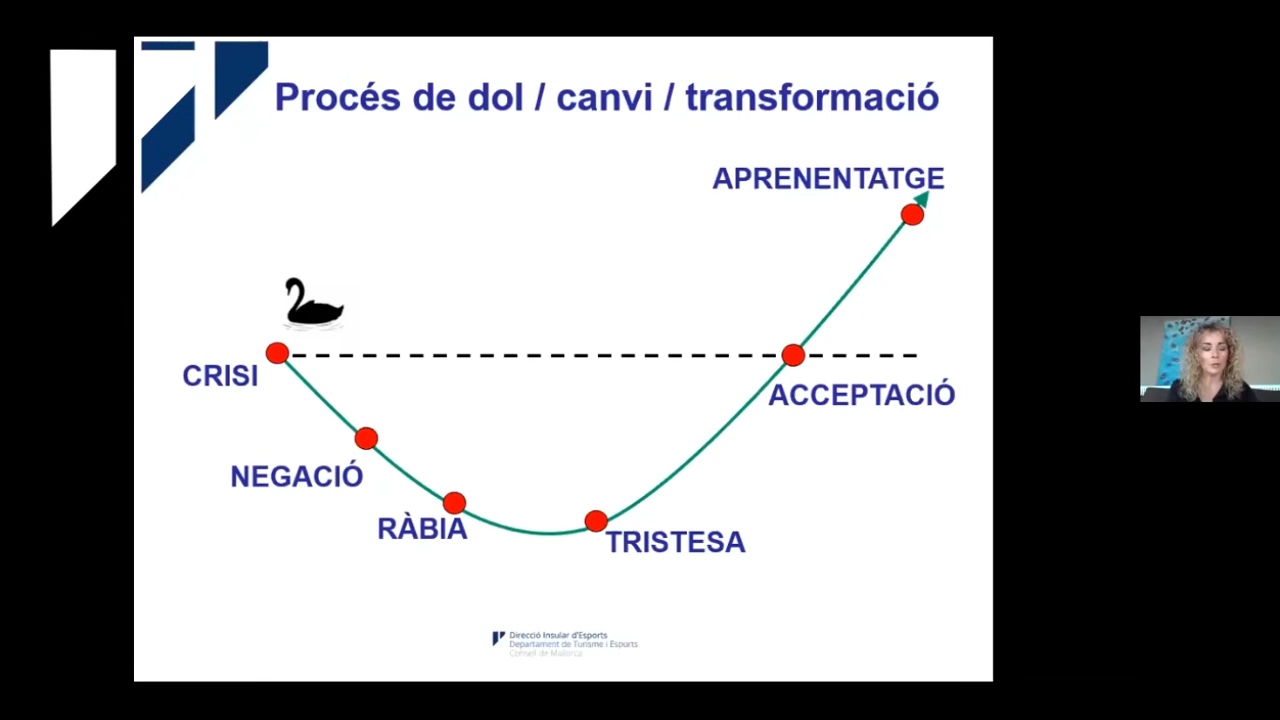 Procés de dol / canvi / transformació
APRENENTATGE
CRISI
ACCEPTACIÓ
NEGACIÓ
RÀBIA
TRISTESA
Direcció Insular d'Esports
Departament de Turisme i Esports
Consell de Mallorca